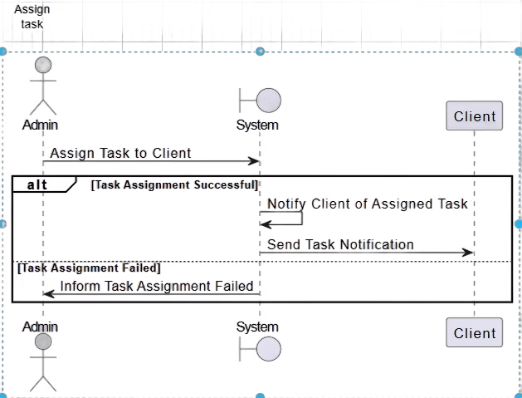 Assign
task
Admin
System
Client
Assign Task to Client
alt
[Task Assignment Successful]
Notify Client of Assigned Task
Send Task Notification
[Task Assignment Failed]
Inform Task Assignment Failed
Admin
System
Client